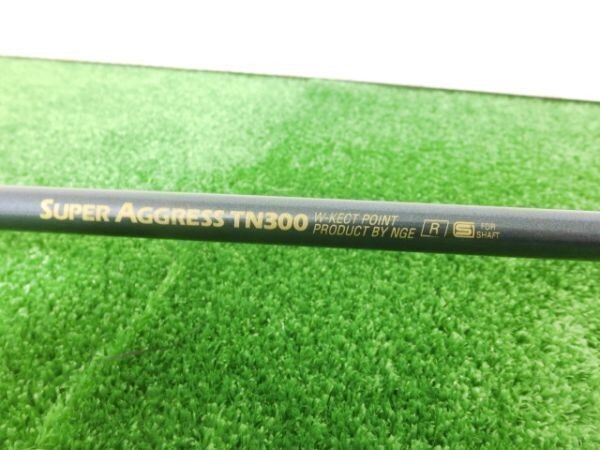 SUPER AGGRESS TN300
W-KECT POINT
PRODUCT BY NGE
R
S
FOR
SHAFT